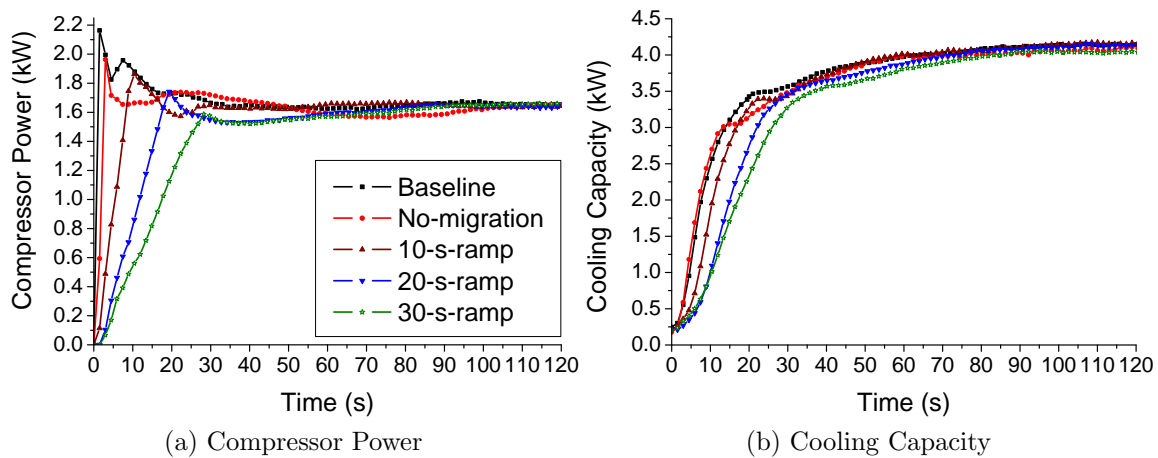 Compressor Power (kW)
2.2
2.0
1.8
1.6
1.4
1.2
1.0
0.8
0.6
0.4
0.2
0.0
Baseline
No-migration
10-s-ramp
20-s-ramp
30-s-ramp
0 10 20 30 40 50 60 70 80 90 100 110 120
Time (s)
(a) Compressor Power
Cooling Capacity (kW)
4.5
4.0
3.5
3.0
2.5
2.0
1.5
1.0
0.5
0.0
0 10 20 30 40 50 60 70 80 90 100 110 120
Time (s)
(b) Cooling Capacity